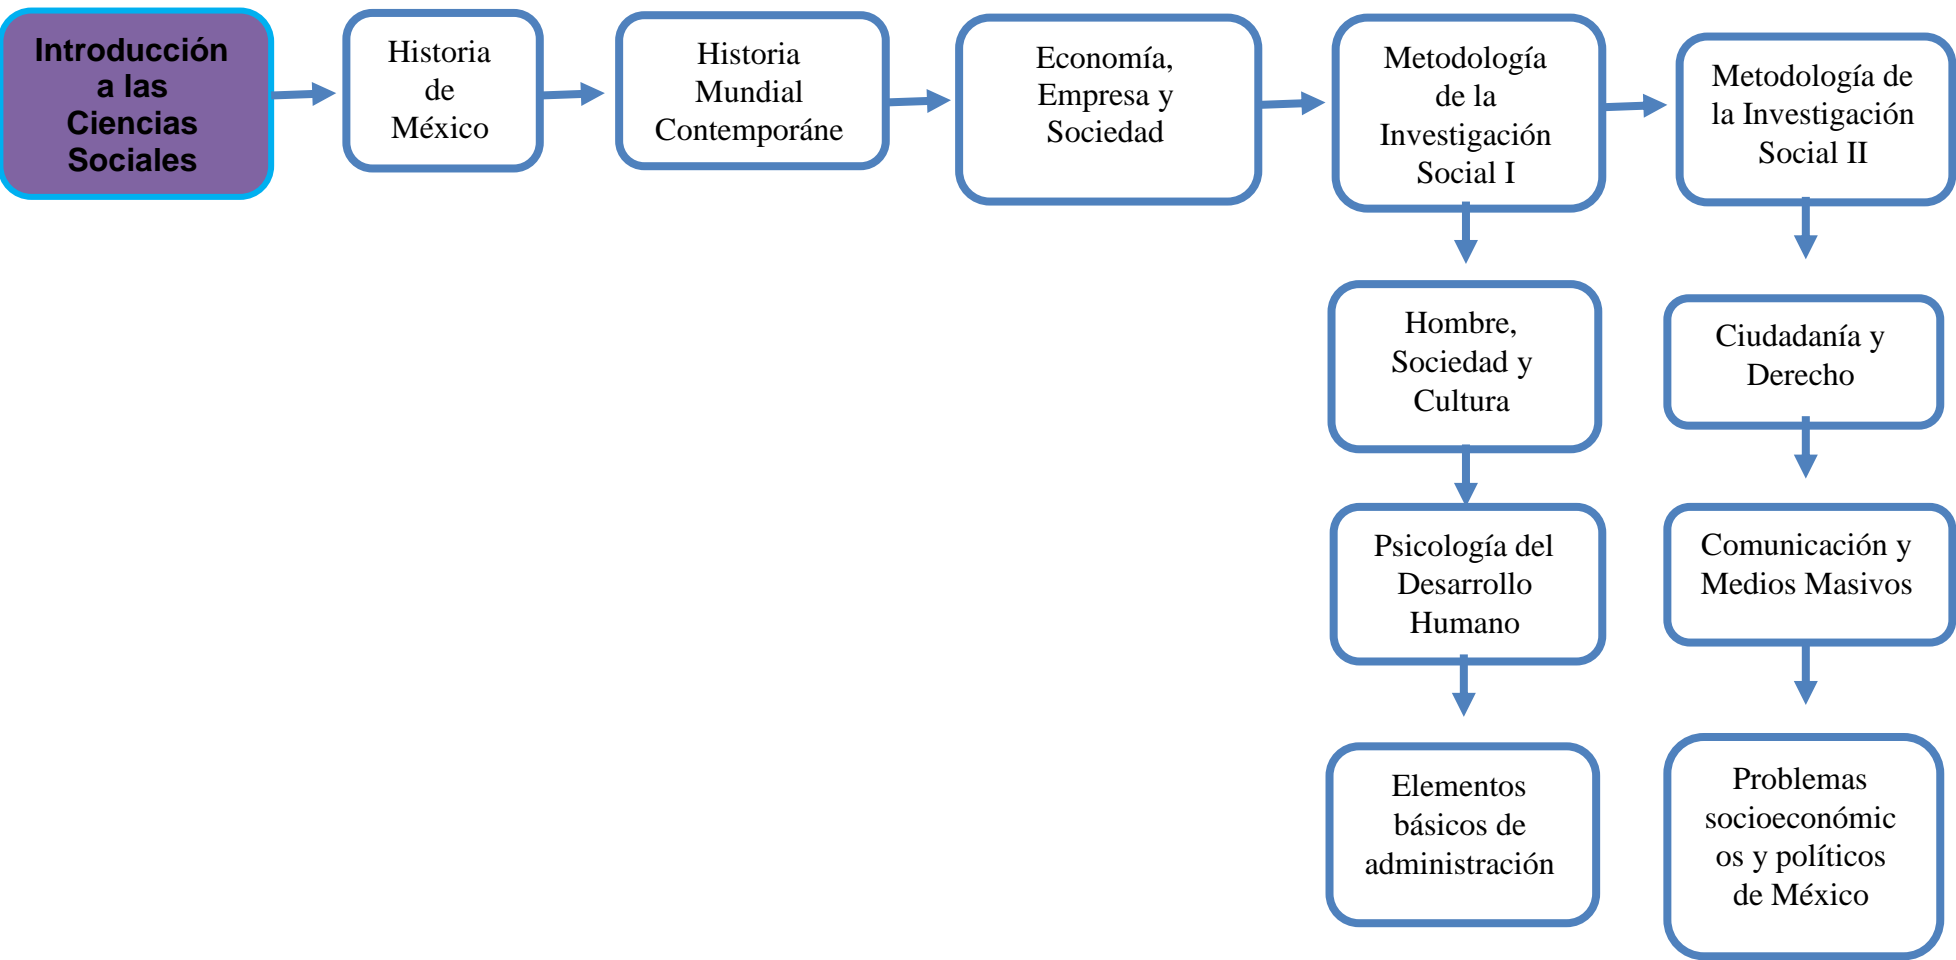 Introducción
a las
Ciencias
Sociales
Historia
de
México
Historia
Mundial
Contemporáne
Economía,
Empresa y
Sociedad
Metodología
de la
Investigación
Social I
Metodología de
la Investigación
Social II
Hombre,
Sociedad y
Cultura
Ciudadanía y
Derecho
Psicología del
Desarrollo
Humano
Comunicación y
Medios Masivos
Elementos
básicos de
administración
Problemas
socioeconómic
os y políticos
de México